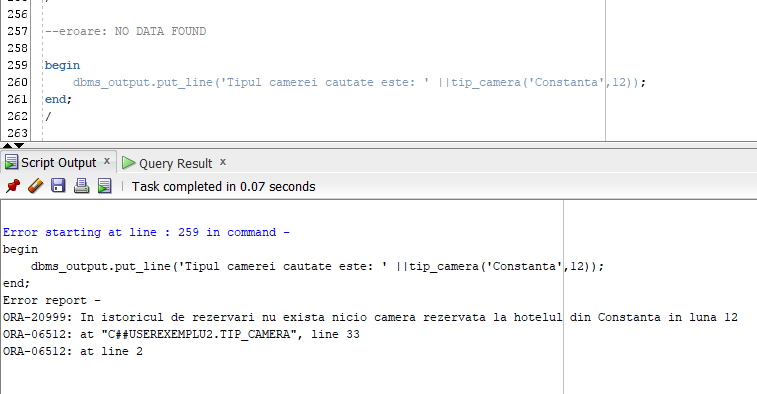 256
257 --eroare: NO DATA FOUND
258
259 begin
260 dbms_output.put_line('Tipul camerei cautate este: ' ||tip_camera('Constanta',12));
261 end;
262 /
263
Script Output x Query Result x
Task completed in 0.07 seconds
Error starting at line : 259 in command -
begin
dbms_output.put_line('Tipul camerei cautate este: ' ||tip_camera('Constanta',12));
end;
Error report -
ORA-20999: In istoricul de rezervari nu exista nicio camera rezervata la hotelul din Constanta in luna 12
ORA-06512: at "C##USEREXEMPLU2.TIP_CAMERA", line 33
ORA-06512: at line 2